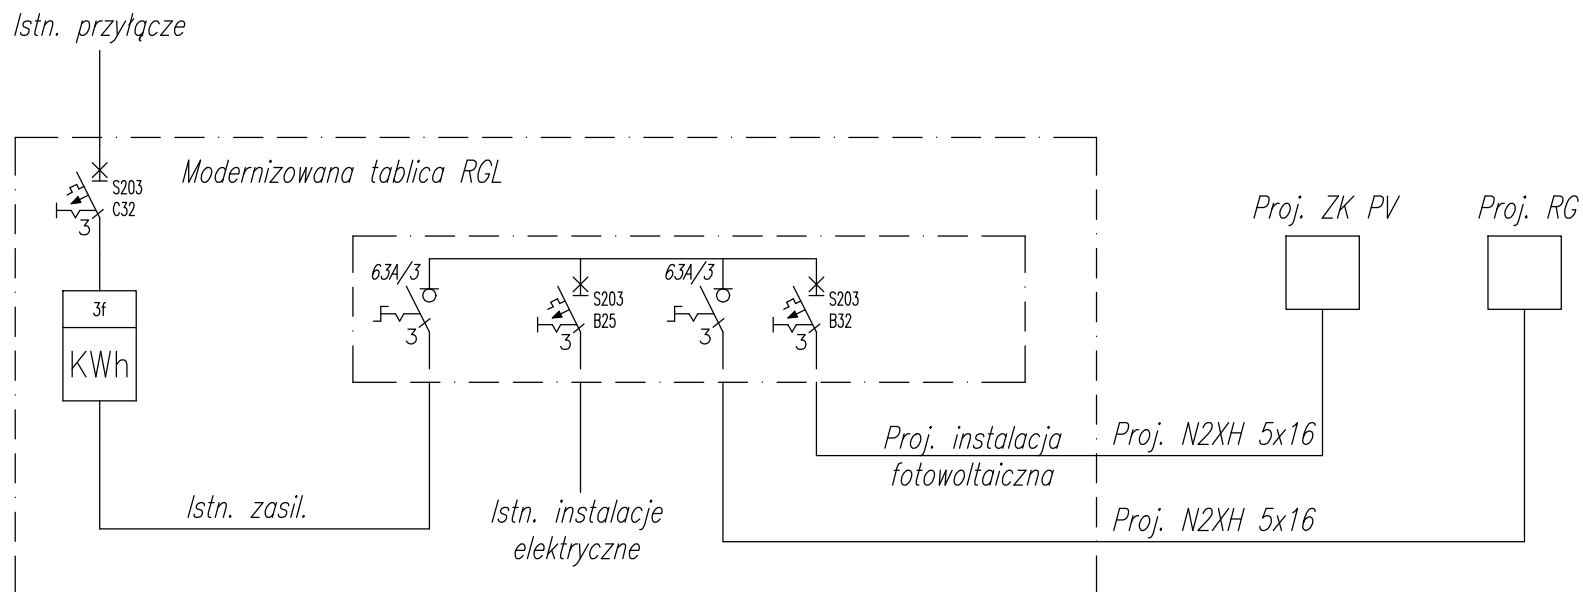 Istn. przyłącze
Modernizowana tablica RGL
S203
C32
3
3f
KWh
63A/3
3
S203
B25
3
63A/3
3
S203
B32
3
Proj. ZK PV
Proj. RG
Proj. instalacja
fotowoltaiczna
Proj. N2XH 5x16
Istn. zasil.
Istn. instalacje
elektryczne
Proj. N2XH 5x16